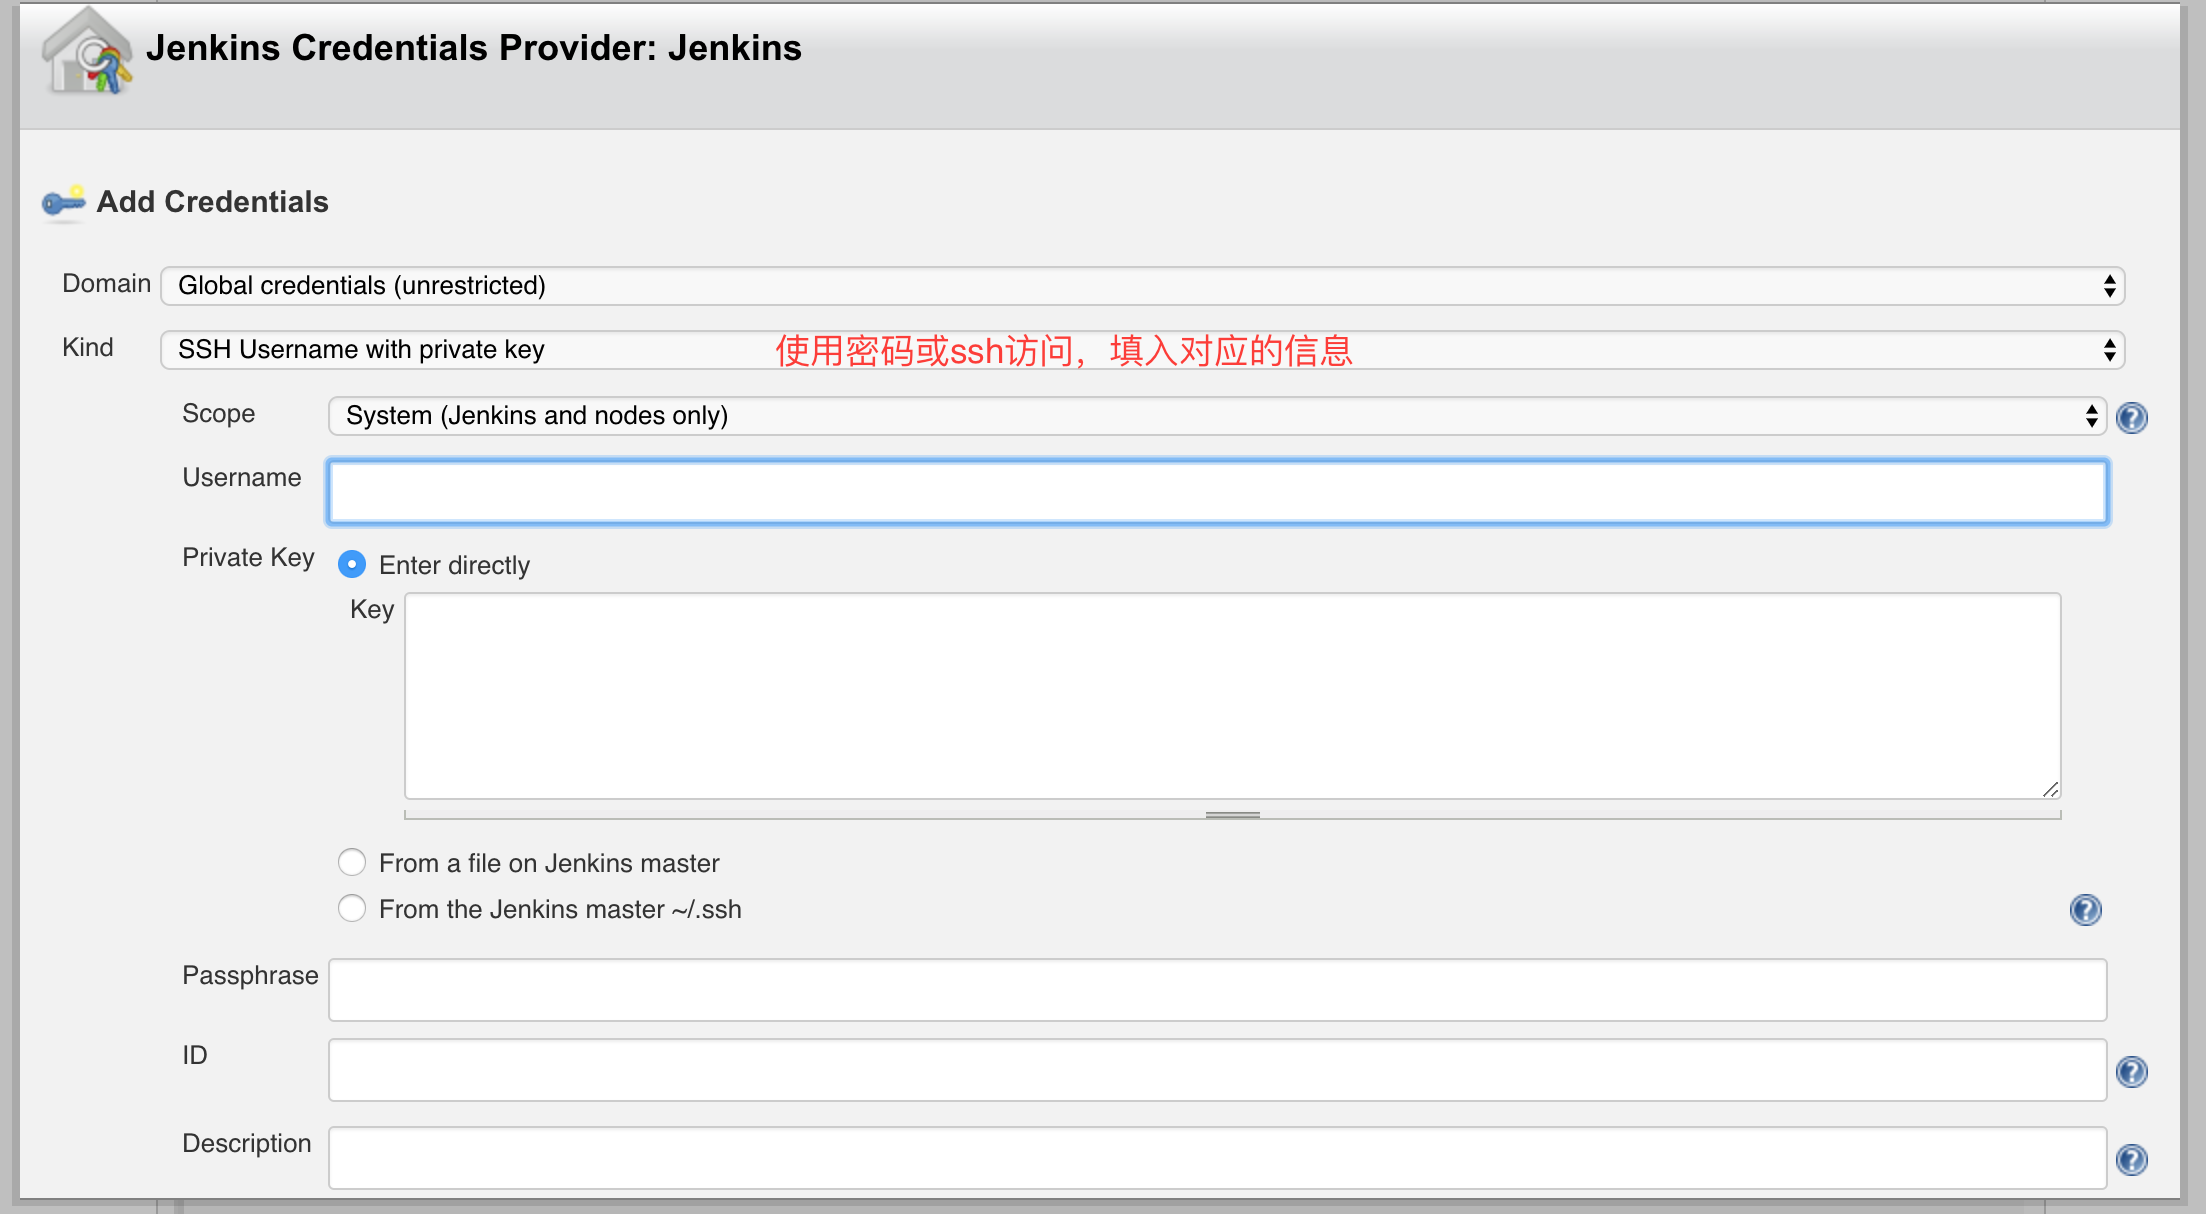 Jenkins Credentials Provider: Jenkins
Add Credentials
Domain Global credentials (unrestricted)
Kind SSH Username with private key 使用密码或ssh访问，填入对应的信息
Scope System (Jenkins and nodes only)
Username
Private Key Enter directly
Key
From a file on Jenkins master
From the Jenkins master ~/.ssh
Passphrase
ID
Description